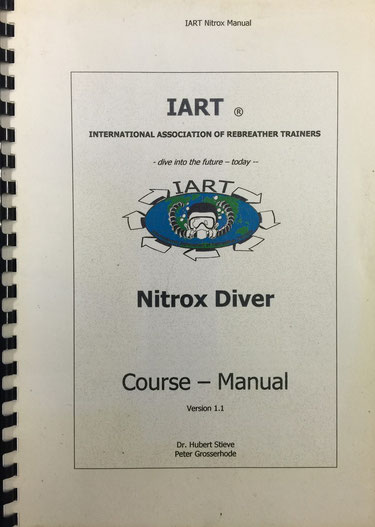 IART Nitrox Manual
IART ®
INTERNATIONAL ASSOCIATION OF REBREATHER TRAINERS
- dive into the future – today --
IART
Nitrox Diver
Course – Manual
Version 1.1
Dr. Hubert Stieve
Peter Grosserhode